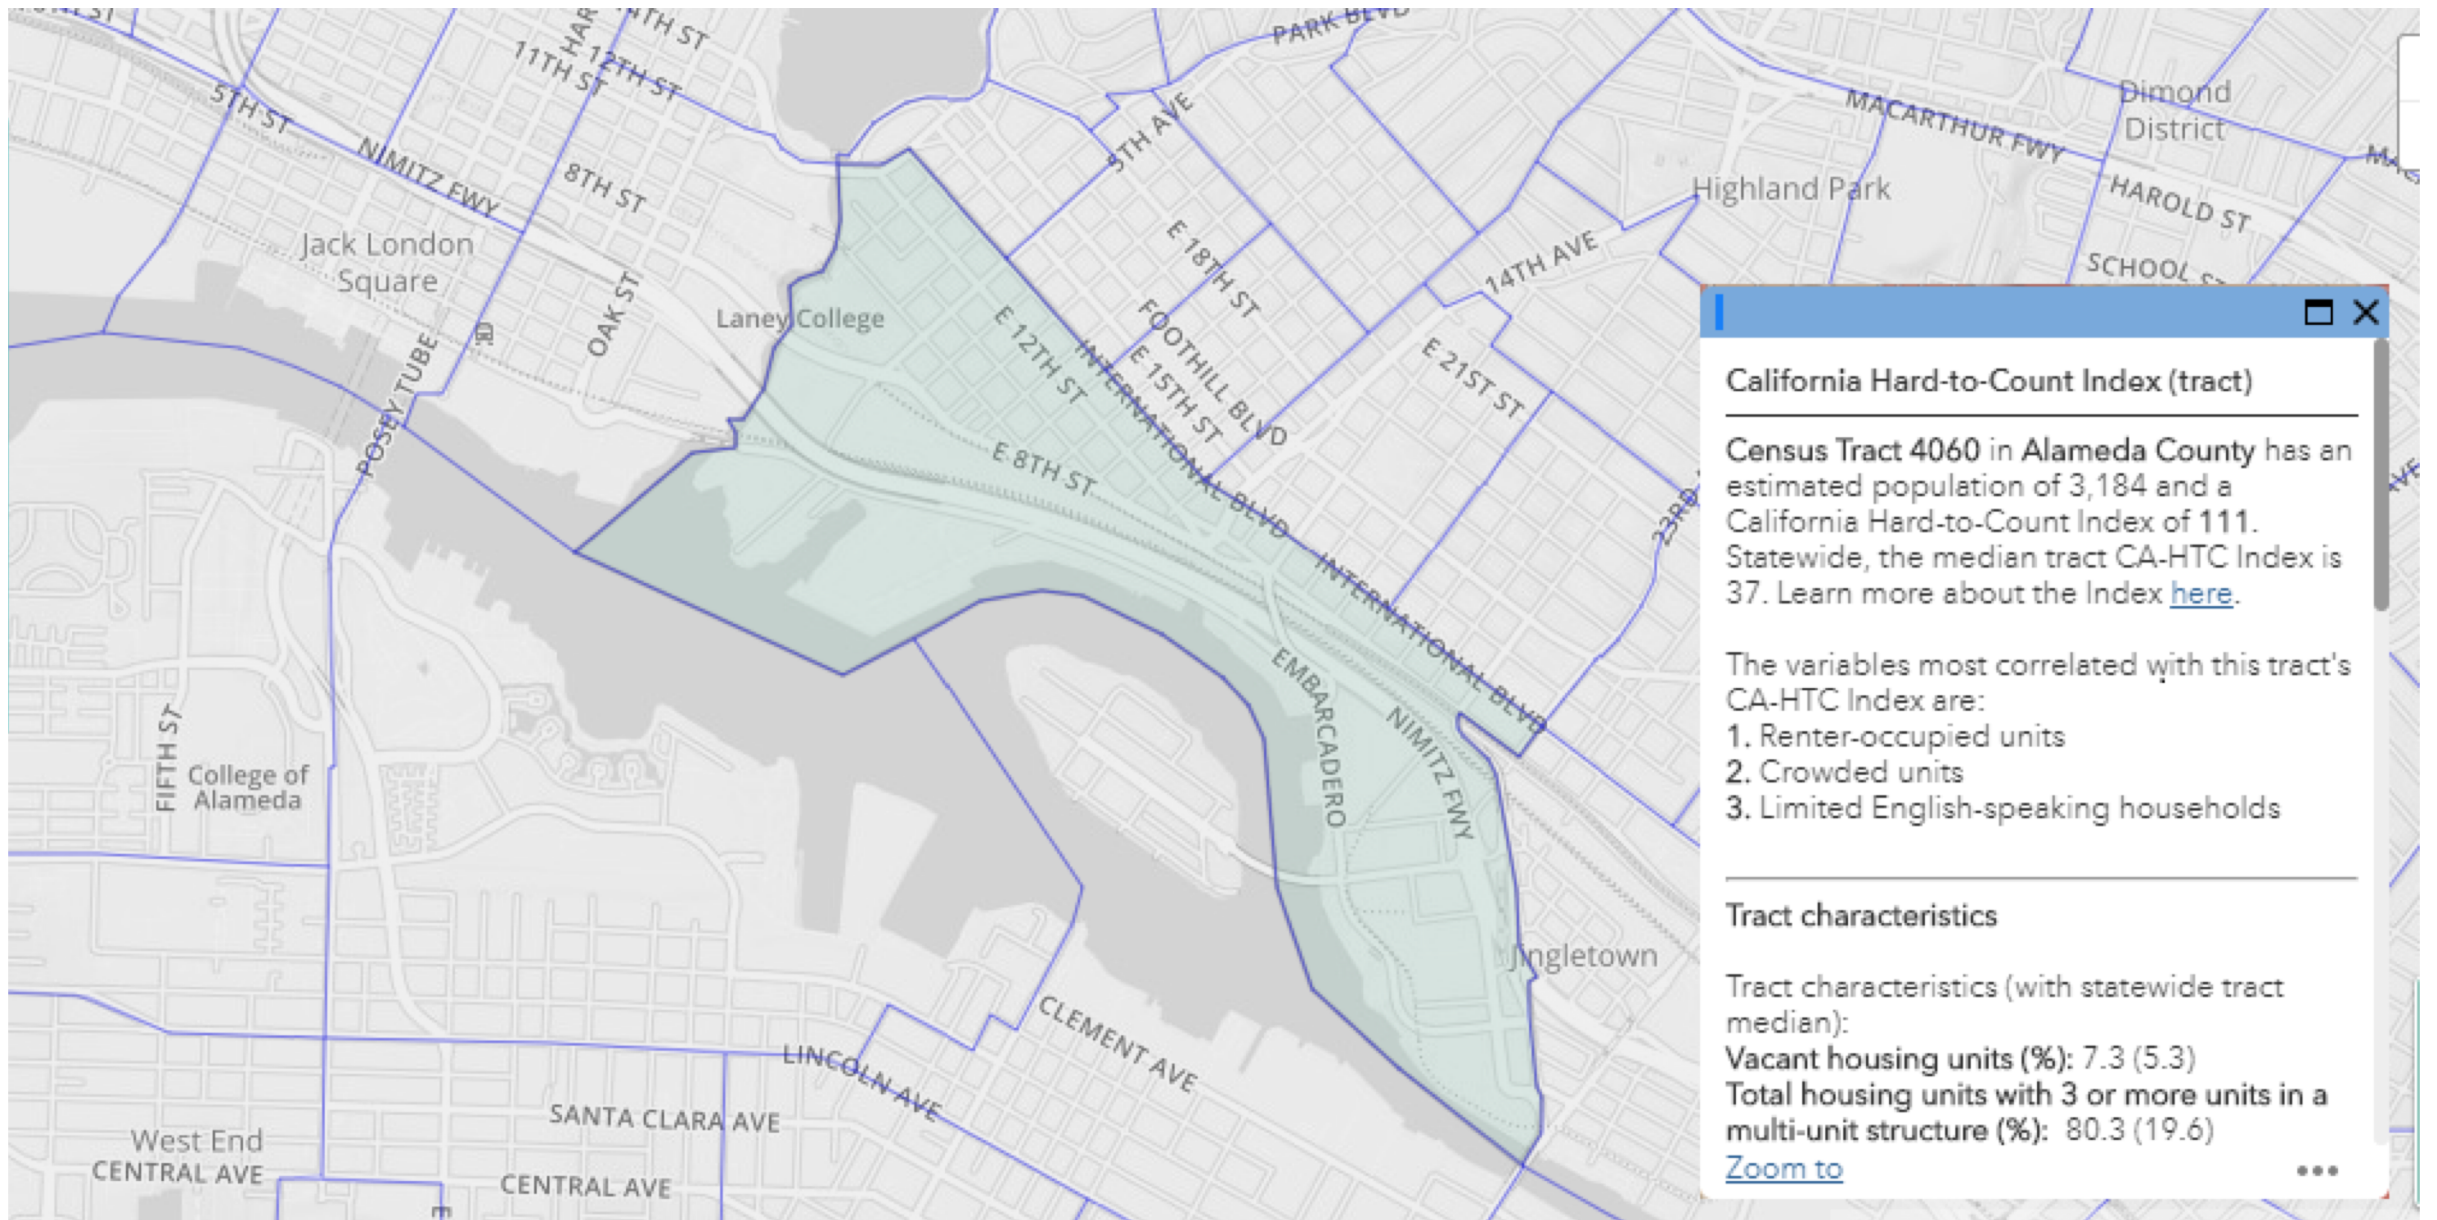 14TH ST
12TH ST
11TH ST
PARK BLVD
5TH ST
NIMITZ FWY
8TH ST
5TH AVE
MACARTHUR FWY
Dimond
District
Highland Park
HAROLD ST
SCHOOL ST
Jack London
Square
OAK ST
Laney College
E 18TH ST
14TH AVE
FOOTHILL BLVD
E 15TH ST
E 12TH ST
INTERNATIONAL BLVD
E 21ST ST
POSEY TUBE
E 8TH ST
INTERNATIONAL BLVD
EMBARCADERO
NIMITZ FWY
FIFTH ST
College of
Alameda
Jingletown
CLEMENT AVE
LINCOLN AVE
SANTA CLARA AVE
West End
CENTRAL AVE
CENTRAL AVE
California Hard-to-Count Index (tract)
Census Tract 4060 in Alameda County has an
estimated population of 3,184 and a
California Hard-to-Count Index of 111.
Statewide, the median tract CA-HTC Index is
37. Learn more about the Index here.
The variables most correlated with this tract's
CA-HTC Index are:
1. Renter-occupied units
2. Crowded units
3. Limited English-speaking households
Tract characteristics
Tract characteristics (with statewide tract
median):
Vacant housing units (%): 7.3 (5.3)
Total housing units with 3 or more units in a
multi-unit structure (%): 80.3 (19.6)
Zoom to